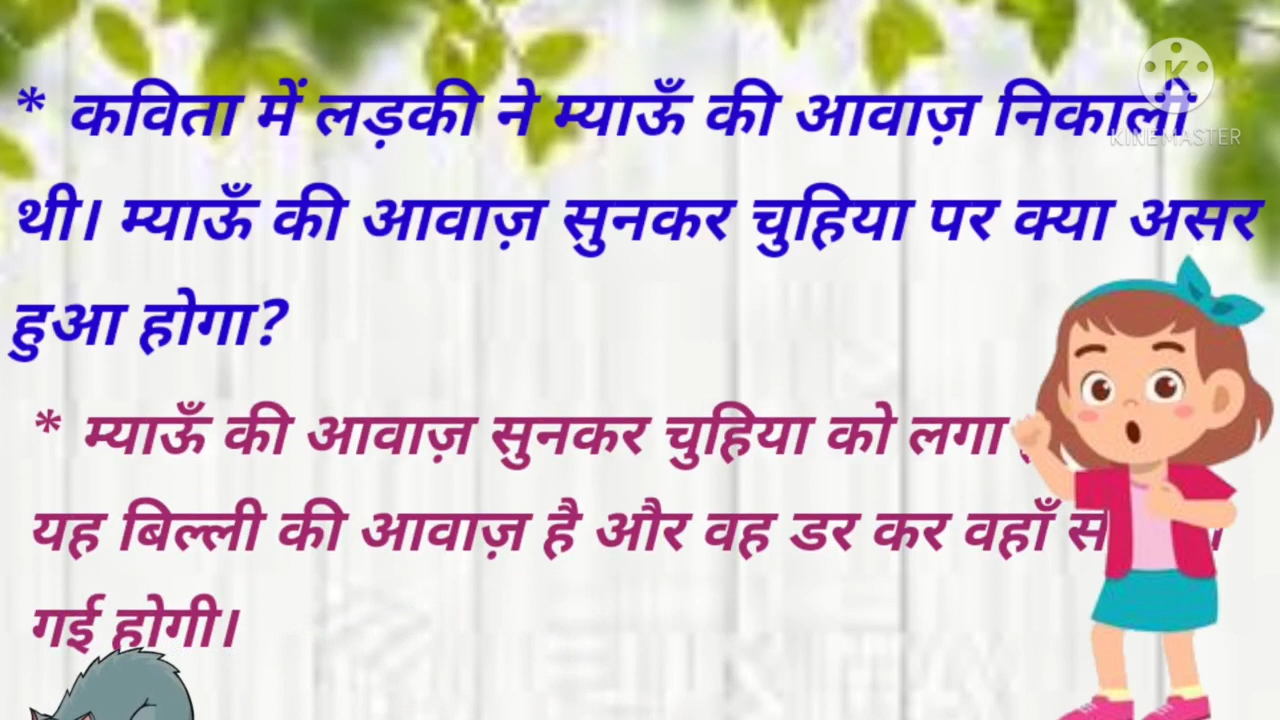 * कविता में लड़की ने म्याऊँ की आवाज़ निकाली
KINEMASTER
थी। म्याऊँ की आवाज़ सुनकर चुहिया पर क्या असर
हुआ होगा?
* म्याऊँ की आवाज़ सुनकर चुहिया को लगा
यह बिल्ली की आवाज़ है और वह डर कर वहाँ से
गई होगी।